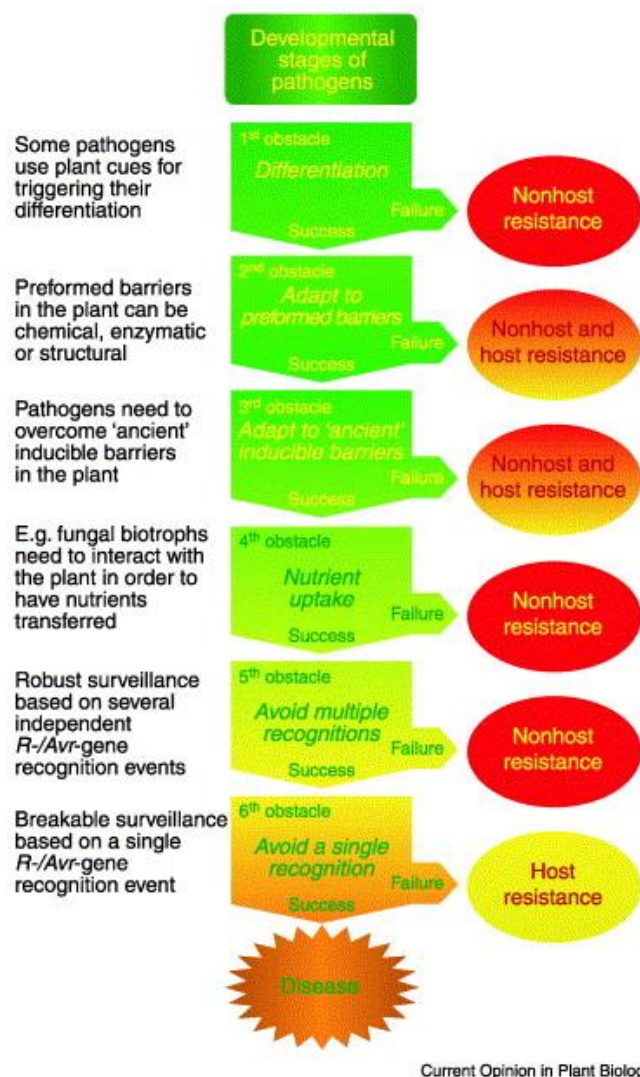 Developmental
stages of
pathogens
Some pathogens
use plant cues for
triggering their
differentiation
1st obstacle
Differentiation
Failure
Success
Nonhost
resistance
Preformed barriers
in the plant can be
chemical, enzymatic
or structural
2nd obstacle
Adapt to
preformed barriers
Failure
Success
Nonhost and
host resistance
Pathogens need to
overcome ‘ancient’
inducible barriers
in the plant
3rd obstacle
Adapt to ‘ancient’
inducible barriers
Failure
Success
Nonhost and
host resistance
E.g. fungal biotrophs
need to interact with
the plant in order to
have nutrients
transferred
4th obstacle
Nutrient
uptake
Failure
Success
Nonhost
resistance
Robust surveillance
based on several
independent
R-/Avr-gene
recognition events
5th obstacle
Avoid multiple
recognitions
Failure
Success
Nonhost
resistance
Breakable surveillance
based on a single
R-/Avr-gene
recognition event
6th obstacle
Avoid a single
recognition
Failure
Success
Host
resistance
Disease
Current Opinion in Plant Biolog